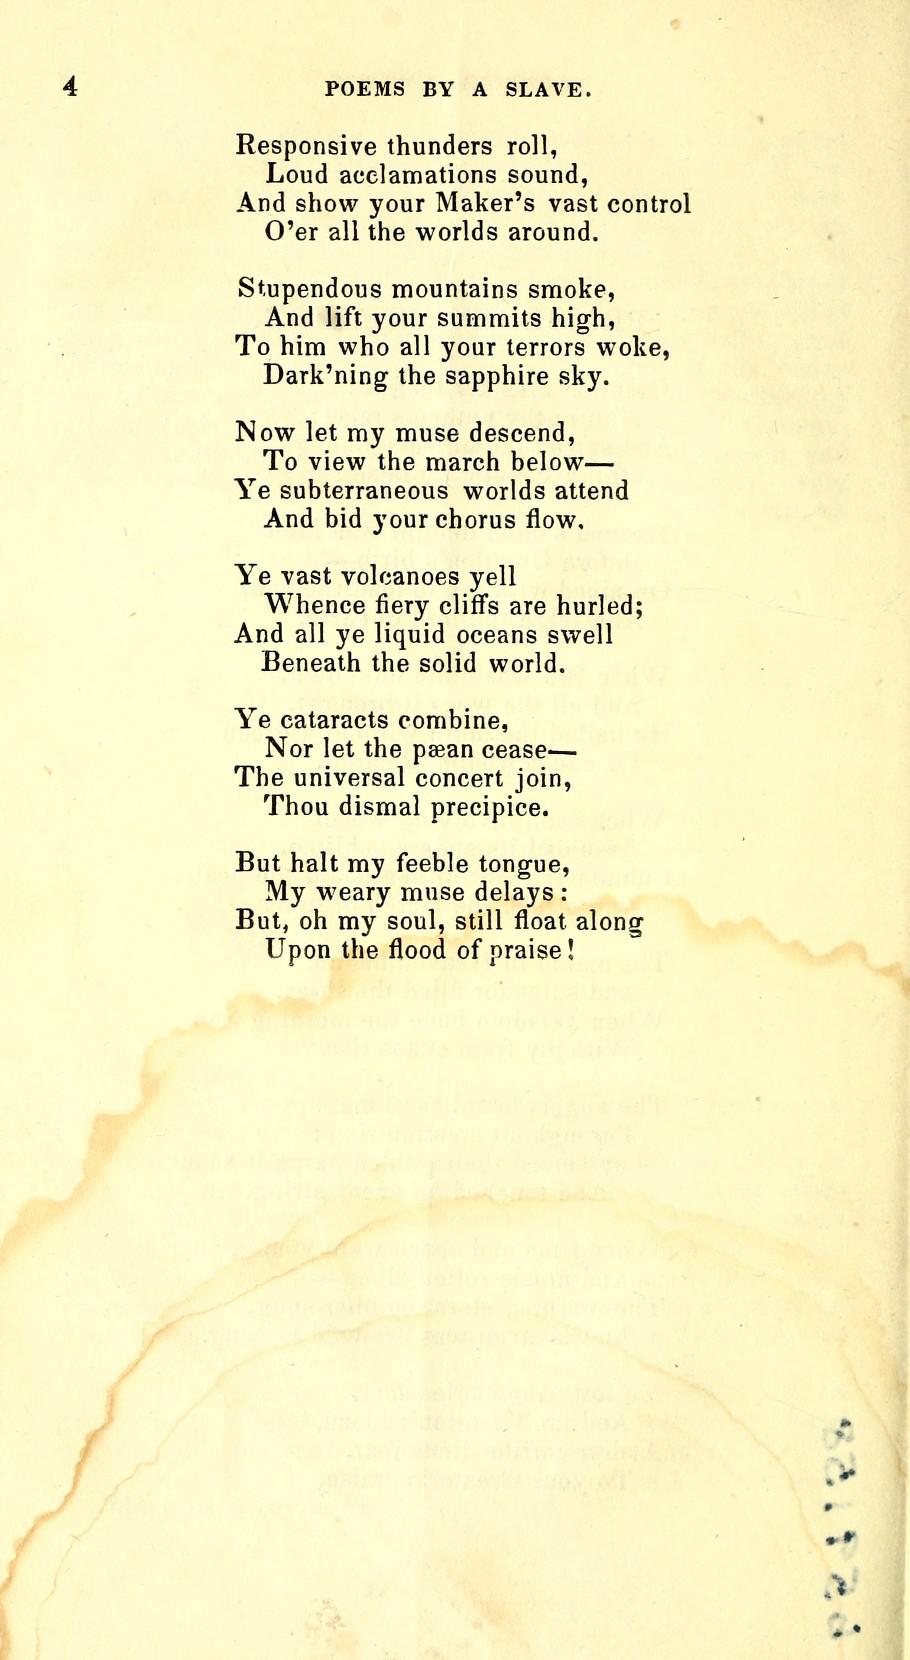 4 POEMS BY A SLAVE.
Responsive thunders roll,
Loud acclamations sound,
And show your Maker's vast control
O'er all the worlds around.
Stupendous mountains smoke,
And lift your summits high,
To him who all your terrors woke,
Dark'ning the sapphire sky.
Now let my muse descend,
To view the march below—
Ye subterraneous worlds attend
And bid your chorus flow.
Ye vast volcanoes yell
Whence fiery cliffs are hurled;
And all ye liquid oceans swell
Beneath the solid world.
Ye cataracts combine,
Nor let the pæan cease—
The universal concert join,
Thou dismal precipice.
But halt my feeble tongue,
My weary muse delays:
But, oh my soul, still float along
Upon the flood of praise!